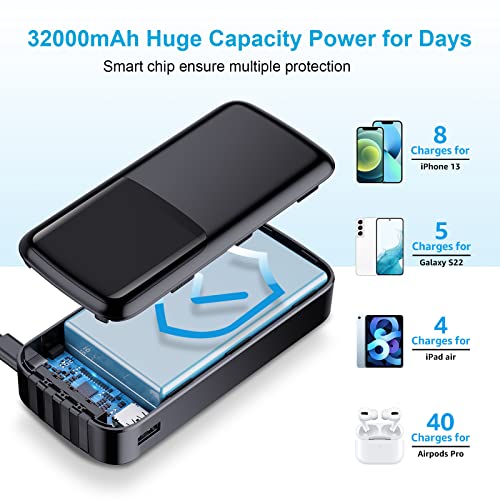 32000mAh Huge Capacity Power for Days
Smart chip ensure multiple protection
8
Charges for
iPhone 13
5
Charges for
Galaxy S22
4
Charges for
iPad air
40
Charges for
Airpods Pro